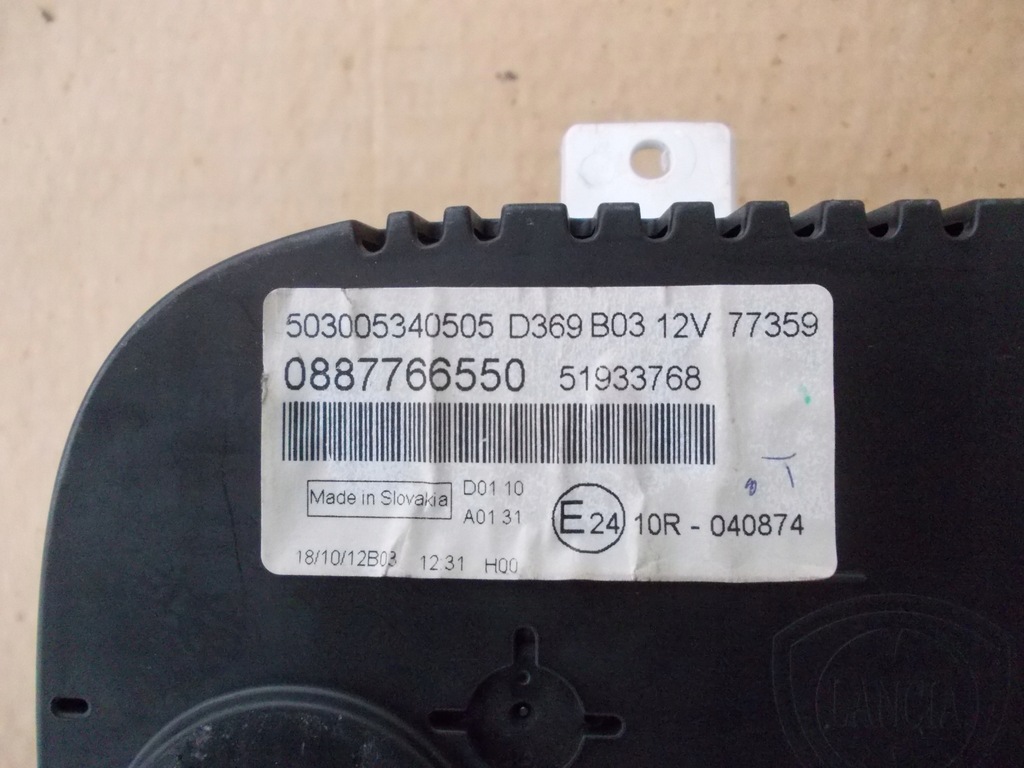 503005340505 D369 B03 12V 77359
0887766550 51933768
Made in Slovakia D01 10
A01 31
E24 10R - 040874
18/10/12B03 12:31 H00
LANCIA